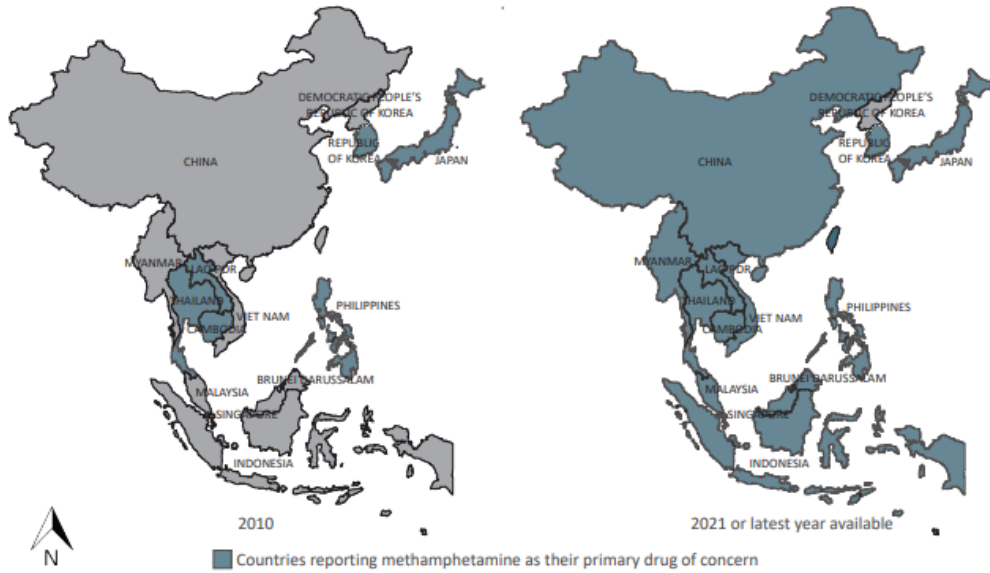 DEMOCRATIC PEOPLE'S
REPUBLIC OF KOREA
REPUBLIC
OF KOREA
JAPAN
CHINA
MYANMAR
LAO PDR
THAILAND
VIET NAM
CAMBODIA
PHILIPPINES
BRUNEI DARUSSALAM
MALAYSIA
SINGAPORE
INDONESIA
N
2010
DEMOCRATIC PEOPLE'S
REPUBLIC OF KOREA
REPUBLIC
OF KOREA
JAPAN
CHINA
MYANMAR
LAO PDR
THAILAND
VIET NAM
CAMBODIA
PHILIPPINES
BRUNEI DARUSSALAM
MALAYSIA
SINGAPORE
INDONESIA
2021 or latest year available
Countries reporting methamphetamine as their primary drug of concern